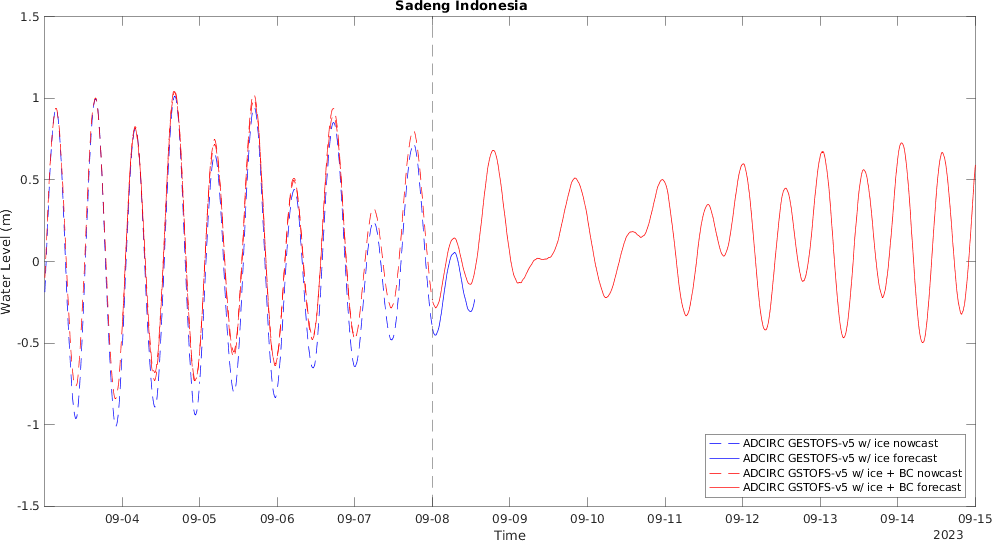 Sadeng Indonesia
1.5
1
0.5
0
-0.5
-1
-1.5
Water Level (m)
09-04 09-05 09-06 09-07 09-08 09-09 09-10 09-11 09-12 09-13 09-14 09-15
Time
2023
ADCIRC GESTOFS-v5 w/ ice nowcast
ADCIRC GESTOFS-v5 w/ ice forecast
ADCIRC GSTOFS-v5 w/ ice + BC nowcast
ADCIRC GSTOFS-v5 w/ ice + BC forecast